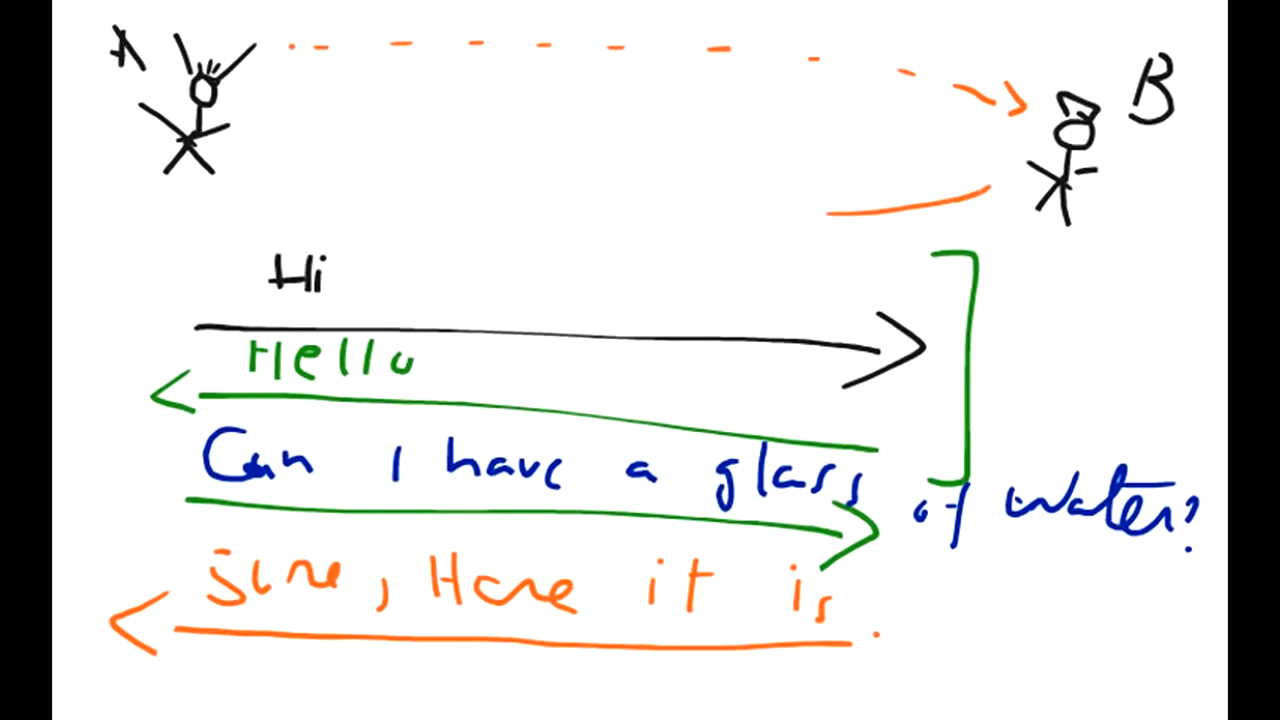 A
B
Hi
Hello
Can I have a glass of water?
Sure, Here it is.